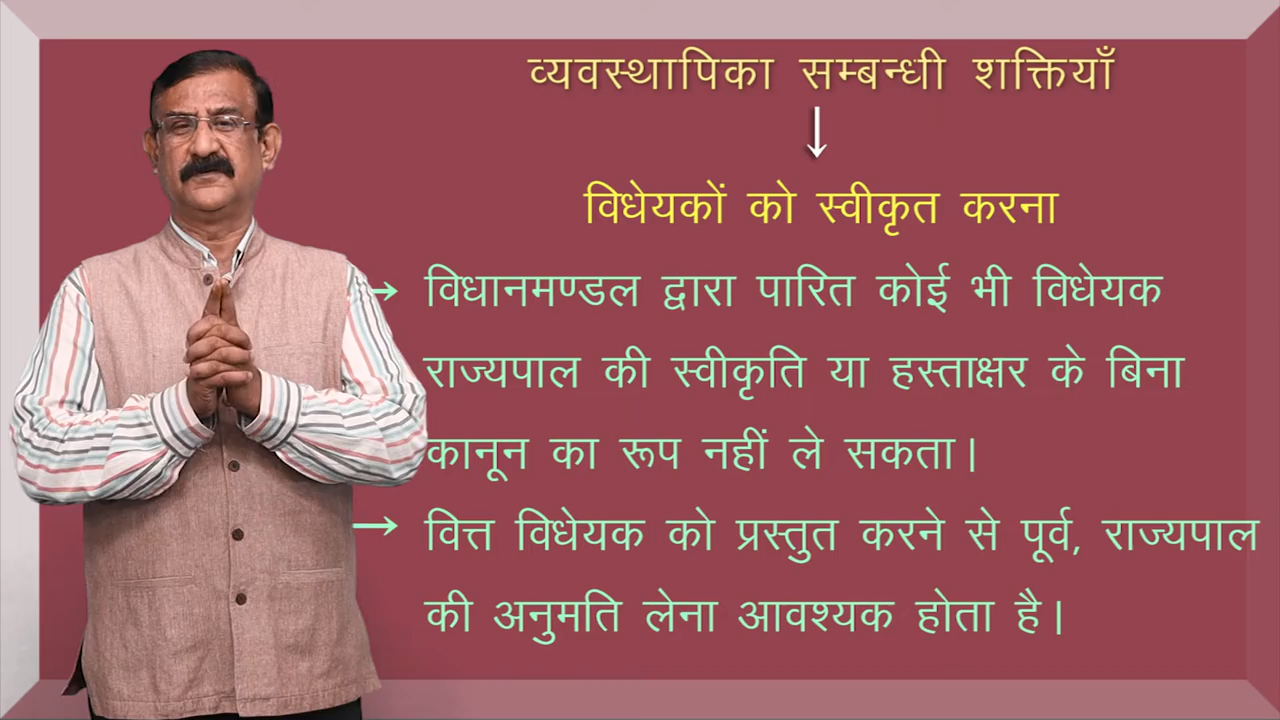 व्यवस्थापिका सम्बन्धी शक्तियाँ
विधेयकों को स्वीकृत करना
विधानमण्डल द्वारा पारित कोई भी विधेयक
राज्यपाल की स्वीकृति या हस्ताक्षर के बिना
कानून का रूप नहीं ले सकता।
वित्त विधेयक को प्रस्तुत करने से पूर्व, राज्यपाल
की अनुमति लेना आवश्यक होता है।